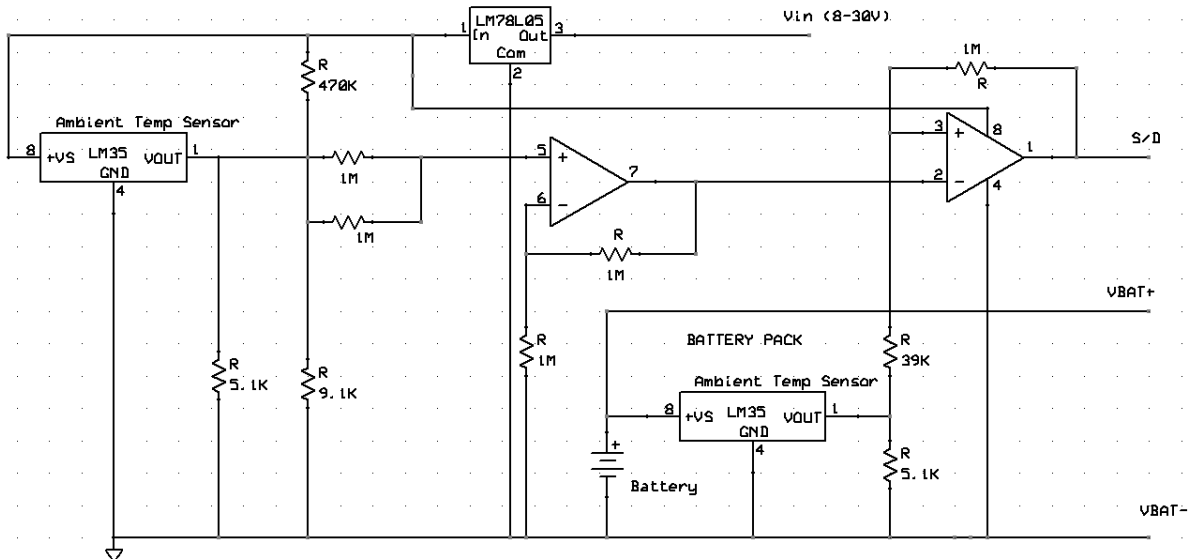 LM78L05
1 In Out 3
Com
2
Vin (8-30V)
R
470K
1M
R
Ambient Temp Sensor
8 +VS LM35 VOUT 1
GND
4
1M
1M
5 +
6 -
7
3 +
2 -
8
1
4
S/D
R
1M
VBAT+
R
5.1K
R
9.1K
R
1M
BATTERY PACK
R
39K
Ambient Temp Sensor
8 +VS LM35 VOUT 1
GND
4
+
Battery
R
5.1K
VBAT-